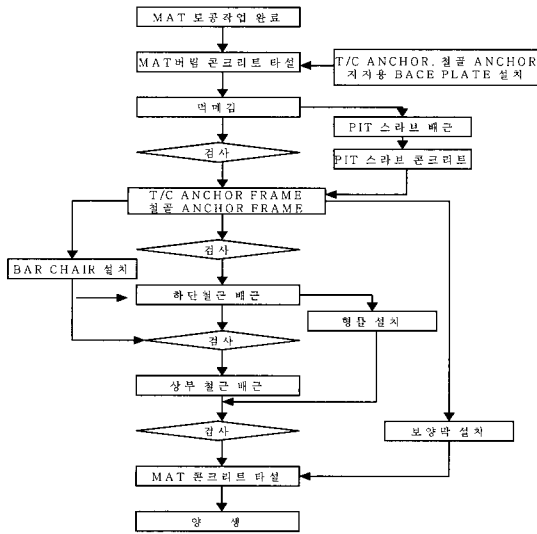 MAT 토공작업 완료
MAT버림 콘크리트 타설
T/C ANCHOR, 철골 ANCHOR
지지용 BACE PLATE 설치
먹메김
PIT 스라브 배근
검사
PIT 스라브 콘크리트
T/C ANCHOR FRAME
철골 ANCHOR FRAME
검사
BAR CHAIR 설치
하단철근 배근
형틀 설치
검사
상부 철근 배근
검사
보양막 설치
MAT 콘크리트 타설
양 생